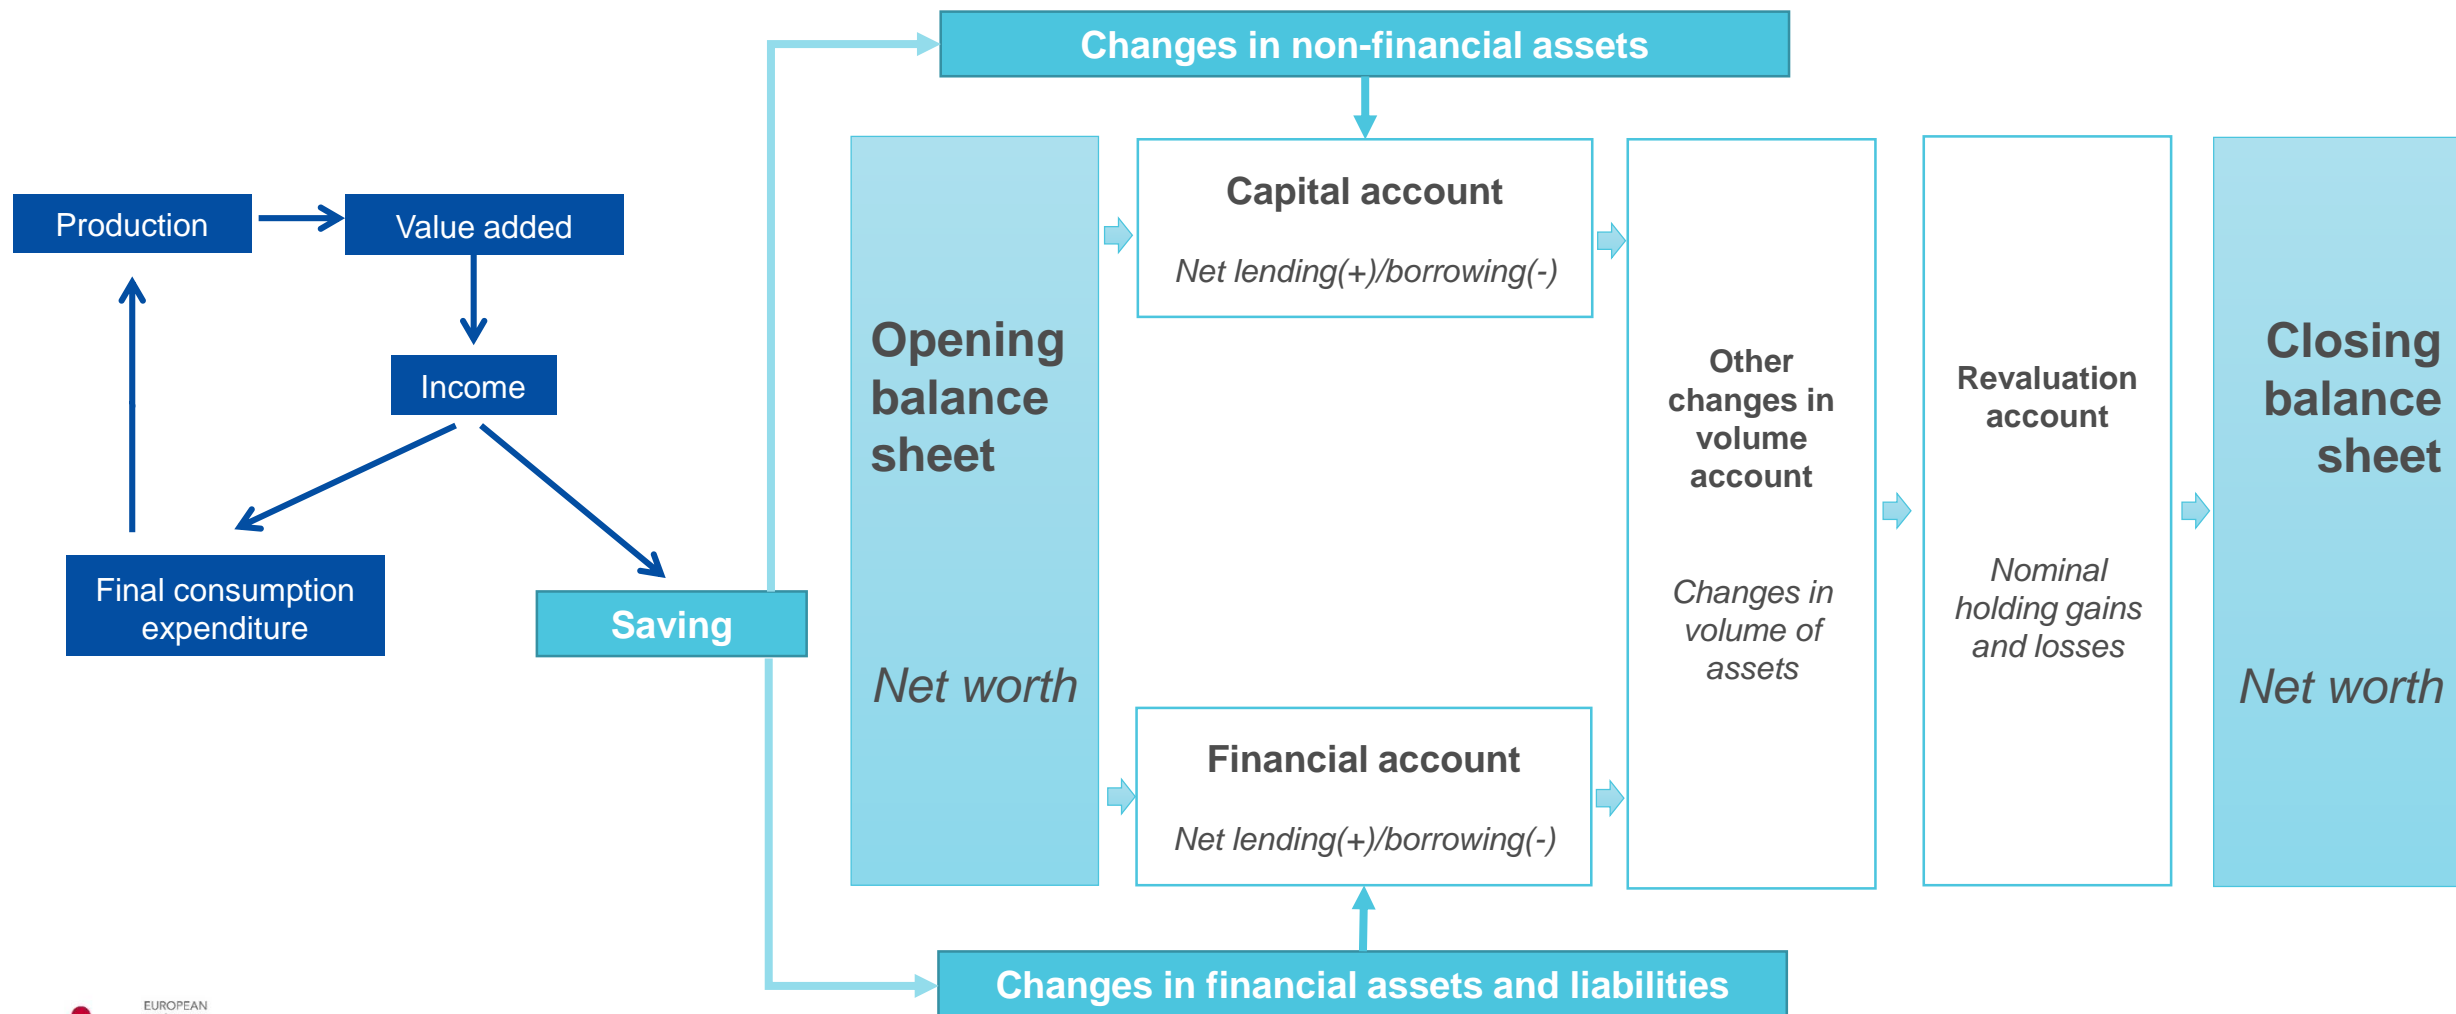 Changes in non-financial assets
Production
Value added
Income
Final consumption
expenditure
Saving
Opening
balance
sheet
Net worth
Capital account
Net lending(+)/borrowing(-)
Financial account
Net lending(+)/borrowing(-)
Other
changes in
volume
account
Changes in
volume of
assets
Revaluation
account
Nominal
holding gains
and losses
Closing
balance
sheet
Net worth
Changes in financial assets and liabilities
EUROPEAN